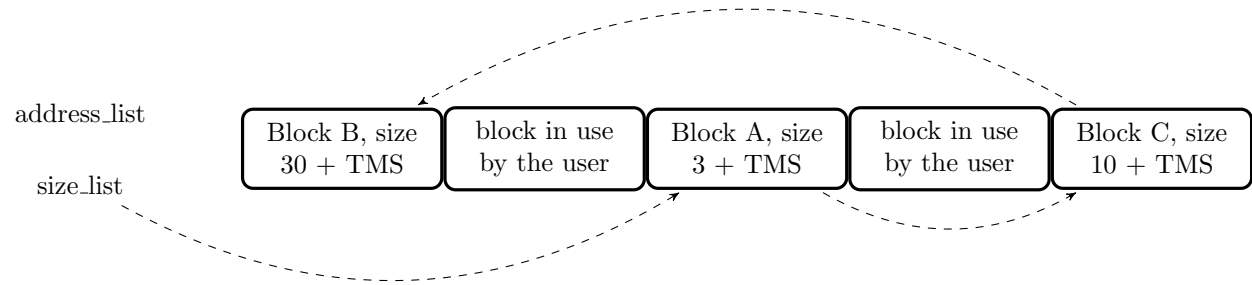 address_list
size_list
Block B, size
30 + TMS
block in use
by the user
Block A, size
3 + TMS
block in use
by the user
Block C, size
10 + TMS